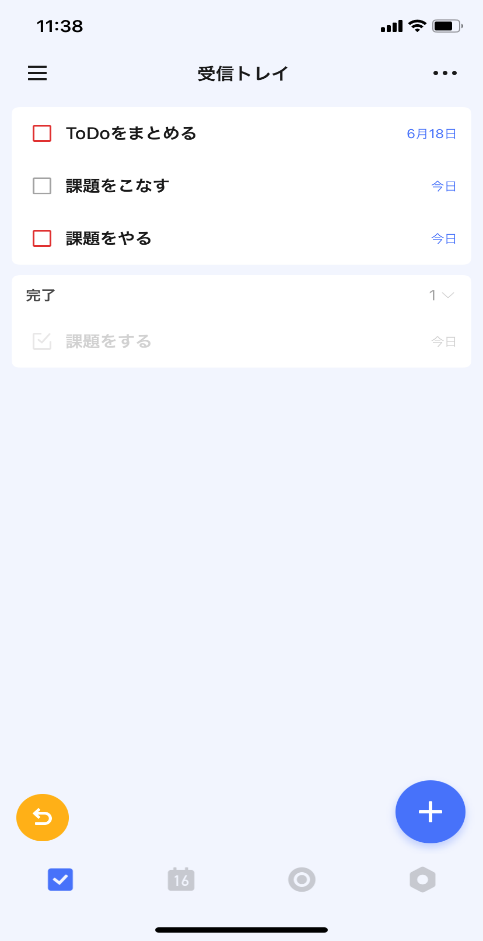 11:38
受信トレイ
ToDoをまとめる 6月18日
課題をこなす 今日
課題をやる 今日
完了 1
課題をする 今日
16